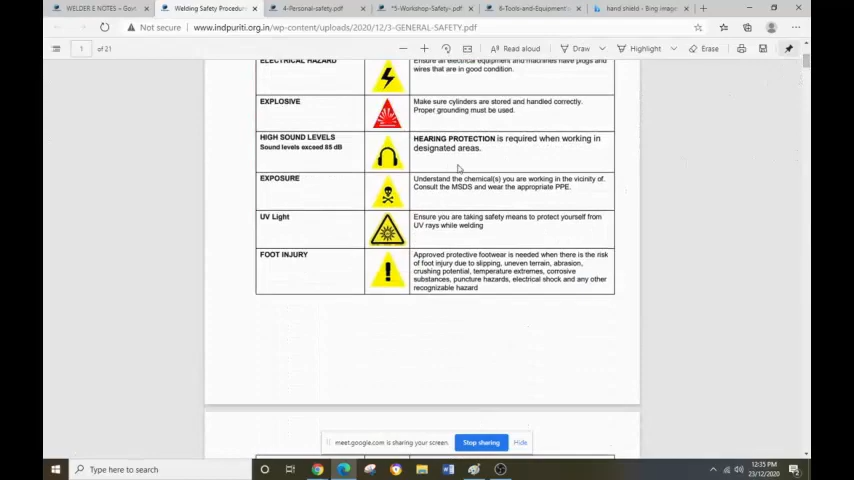 WELDER E NOTES – Gov
Welding Safety Procedure
4-Personal-safety.pdf
*5-Workshop-Safety-.pdf
6-Tools-and-Equipment
hand shield - Bing image
Not secure www.indpuriti.in/wp-content/uploads/2020/12/3-GENERAL-SAFETY.pdf
1 of 21
Read aloud
Draw
Highlight
Erase
ELECTRICAL HAZARD
Ensure all electrical equipment and machines have plugs and
wires that are in good condition.
EXPLOSIVE
Make sure cylinders are stored and handled correctly.
Proper grounding must be used.
HIGH SOUND LEVELS
Sound levels exceed 85 dB
HEARING PROTECTION is required when working in
designated areas.
EXPOSURE
Understand the chemical(s) you are working in the vicinity of.
Consult the MSDS and wear the appropriate PPE.
UV Light
Ensure you are taking safety means to protect yourself from
UV rays while welding
FOOT INJURY
Approved protective footwear is needed when there is the risk
of foot injury due to slipping, uneven terrain, abrasion,
crushing potential, temperature extremes, corrosive
substances, puncture hazards, electrical shock and any other
recognizable hazard
meet.google.com is sharing your screen.
Stop sharing
Hide
Type here to search
12:35 PM
23/12/2020